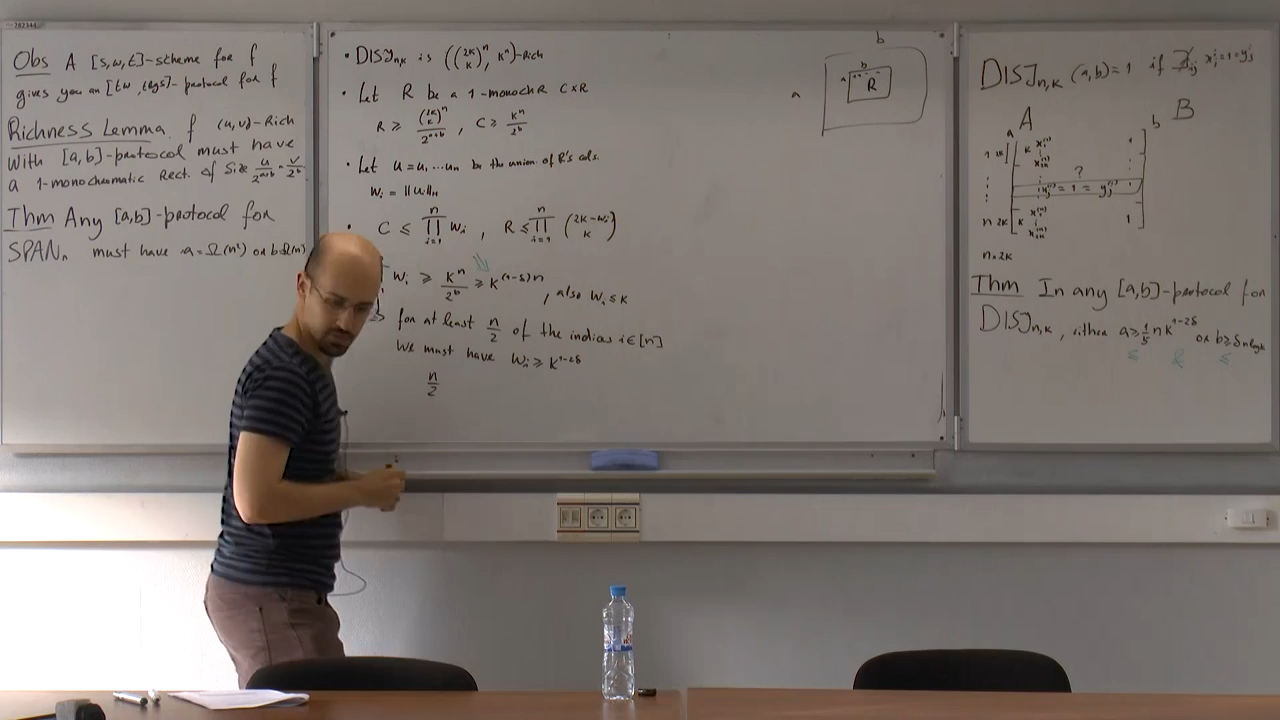 Obs A [s,w,t]-scheme for f
gives you an [tw, t log s]-protocol for f
Richness Lemma f (u,v)-Rich
With [a,b]-protocol must have
a 1-monochromatic Rect. of Size u/2^{a+b} × v/2^b
Thm Any [a,b]-protocol for
SPAN_n must have a=Ω(n²) or b=Ω(n)
• DISJ_{n,k} is ((2k choose k)^n, k^n)-Rich
• Let R be a 1-monoch R C×R
R ≥ (2k choose k)^n / 2^{a+b} , C ≥ k^n / 2^b
• Let u = u_1 ... u_n be the union of R's cols.
w_i = ||u_i||_H
• C ≤ ∏_{i=1}^n w_i , R ≤ ∏_{i=1}^n (2k-w_i choose k)
w_i ≥ k^n / 2^b ≥ k^{(1-δ)n} , also w_i ≤ k
for at least n/2 of the indices i∈[n]
We must have w_i ≥ k^{1-2δ}
n/2
b
a
b
a
R
DISJ_{n,k} (a,b)=1 if ∄ ij x_j^i = 1 = y_j^i
A
B
a
b
?
n·2k
Thm In any [a,b]-protocol for
DISJ_{n,k}, either a ≥ 1/5 n k^{1-2δ} or b ≥ δ n log k
≤ & ≤